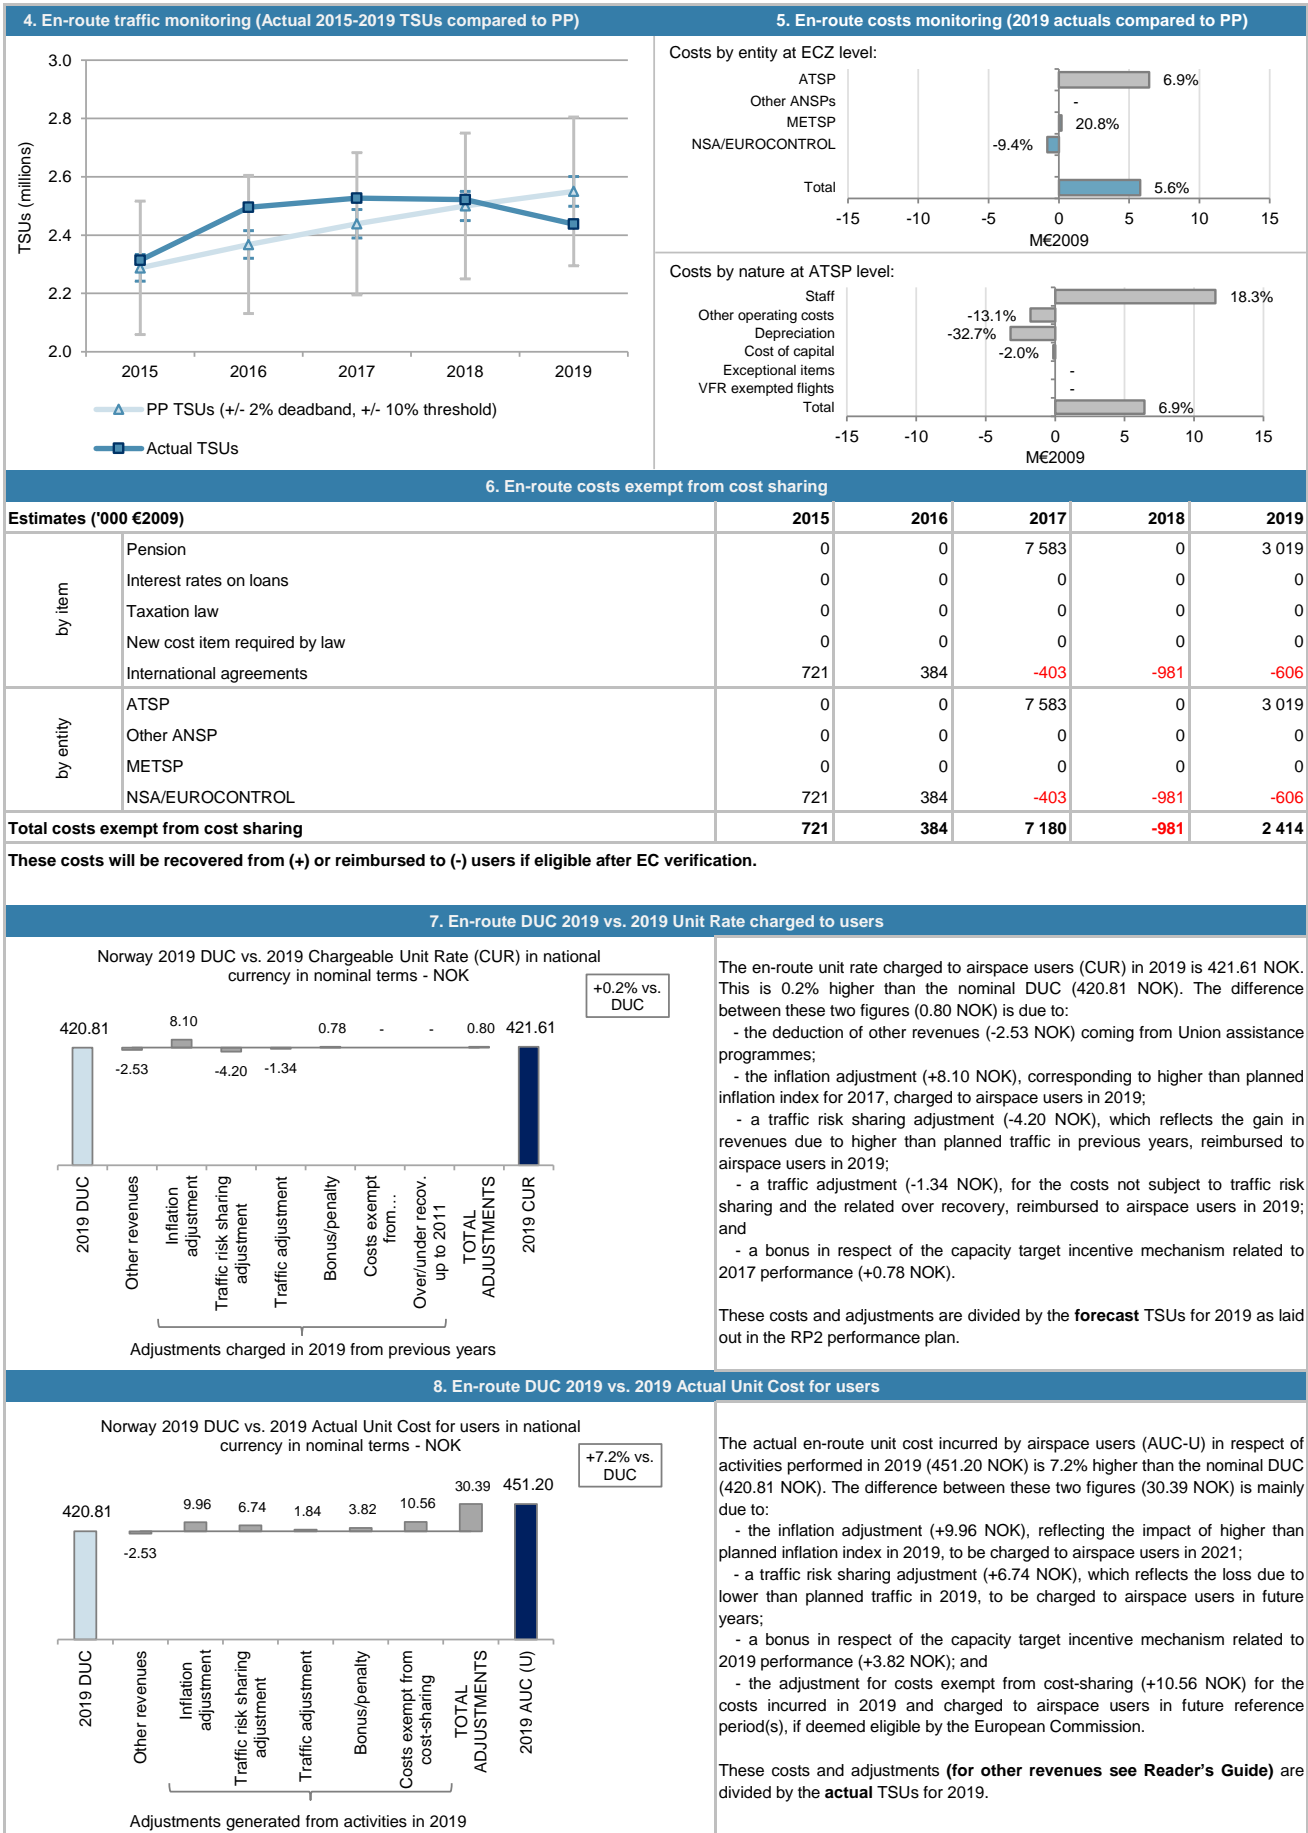 4. En-route traffic monitoring (Actual 2015-2019 TSUs compared to PP)
3.0
2.8
2.6
2.4
2.2
2.0
TSUs (millions)
2015 2016 2017 2018 2019
PP TSUs (+/- 2% deadband, +/- 10% threshold)
Actual TSUs
5. En-route costs monitoring (2019 actuals compared to PP)
Costs by entity at ECZ level:
ATSP 6.9%
Other ANSPs -
METSP 20.8%
NSA/EUROCONTROL -9.4%
Total 5.6%
-15 -10 -5 0 5 10 15
M€2009
Costs by nature at ATSP level:
Staff 18.3%
Other operating costs -13.1%
Depreciation -32.7%
Cost of capital -2.0%
Exceptional items -
VFR exempted flights -
Total 6.9%
-15 -10 -5 0 5 10 15
M€2009
6. En-route costs exempt from cost sharing
Estimates ('000 €2009) 2015 2016 2017 2018 2019
by item
Pension 0 0 7 583 0 3 019
Interest rates on loans 0 0 0 0 0
Taxation law 0 0 0 0 0
New cost item required by law 0 0 0 0 0
International agreements 721 384 -403 -981 -606
by entity
ATSP 0 0 7 583 0 3 019
Other ANSP 0 0 0 0 0
METSP 0 0 0 0 0
NSA/EUROCONTROL 721 384 -403 -981 -606
Total costs exempt from cost sharing 721 384 7 180 -981 2 414
These costs will be recovered from (+) or reimbursed to (-) users if eligible after EC verification.
7. En-route DUC 2019 vs. 2019 Unit Rate charged to users
Norway 2019 DUC vs. 2019 Chargeable Unit Rate (CUR) in national
currency in nominal terms - NOK
+0.2% vs.
DUC
420.81 -2.53 8.10 -4.20 -1.34 0.78 - - 0.80 421.61
2019 DUC
Other revenues
Inflation
adjustment
Traffic risk sharing
adjustment
Traffic adjustment
Bonus/penalty
Costs exempt
from...
Over/under recov.
up to 2011
TOTAL
ADJUSTMENTS
2019 CUR
Adjustments charged in 2019 from previous years
The en-route unit rate charged to airspace users (CUR) in 2019 is 421.61 NOK.
This is 0.2% higher than the nominal DUC (420.81 NOK). The difference
between these two figures (0.80 NOK) is due to:
- the deduction of other revenues (-2.53 NOK) coming from Union assistance
programmes;
- the inflation adjustment (+8.10 NOK), corresponding to higher than planned
inflation index for 2017, charged to airspace users in 2019;
- a traffic risk sharing adjustment (-4.20 NOK), which reflects the gain in
revenues due to higher than planned traffic in previous years, reimbursed to
airspace users in 2019;
- a traffic adjustment (-1.34 NOK), for the costs not subject to traffic risk
sharing and the related over recovery, reimbursed to airspace users in 2019;
and
- a bonus in respect of the capacity target incentive mechanism related to
2017 performance (+0.78 NOK).
These costs and adjustments are divided by the forecast TSUs for 2019 as laid
out in the RP2 performance plan.
8. En-route DUC 2019 vs. 2019 Actual Unit Cost for users
Norway 2019 DUC vs. 2019 Actual Unit Cost for users in national
currency in nominal terms - NOK
+7.2% vs.
DUC
420.81 -2.53 9.96 6.74 1.84 3.82 10.56 30.39 451.20
2019 DUC
Other revenues
Inflation
adjustment
Traffic risk sharing
adjustment
Traffic adjustment
Bonus/penalty
Costs exempt from
cost-sharing
TOTAL
ADJUSTMENTS
2019 AUC (U)
Adjustments generated from activities in 2019
The actual en-route unit cost incurred by airspace users (AUC-U) in respect of
activities performed in 2019 (451.20 NOK) is 7.2% higher than the nominal DUC
(420.81 NOK). The difference between these two figures (30.39 NOK) is mainly
due to:
- the inflation adjustment (+9.96 NOK), reflecting the impact of higher than
planned inflation index in 2019, to be charged to airspace users in 2021;
- a traffic risk sharing adjustment (+6.74 NOK), which reflects the loss due to
lower than planned traffic in 2019, to be charged to airspace users in future
years;
- a bonus in respect of the capacity target incentive mechanism related to
2019 performance (+3.82 NOK); and
- the adjustment for costs exempt from cost-sharing (+10.56 NOK) for the
costs incurred in 2019 and charged to airspace users in future reference
period(s), if deemed eligible by the European Commission.
These costs and adjustments (for other revenues see Reader's Guide) are
divided by the actual TSUs for 2019.